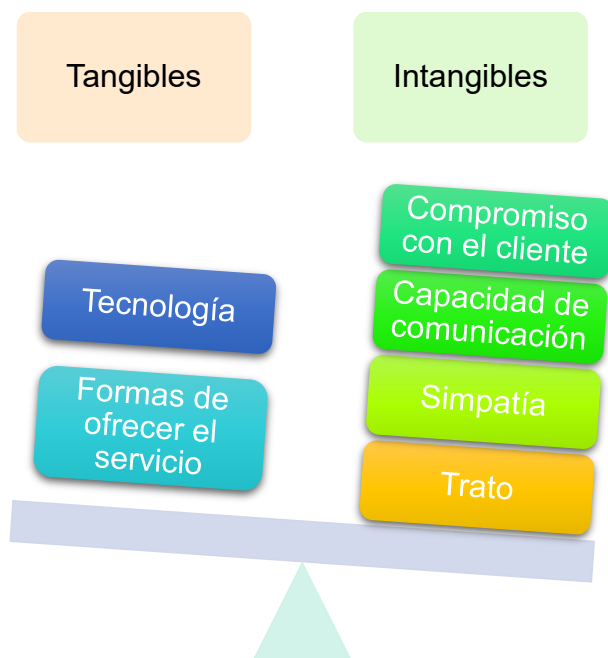 Tangibles
Intangibles
Tecnología
Formas de
ofrecer el
servicio
Compromiso
con el cliente
Capacidad de
comunicación
Simpatía
Trato